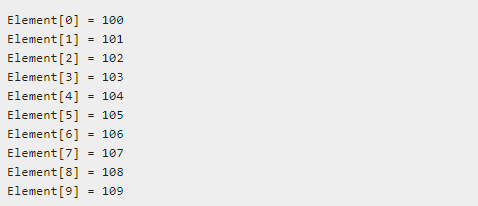 Element[0] = 100
Element[1] = 101
Element[2] = 102
Element[3] = 103
Element[4] = 104
Element[5] = 105
Element[6] = 106
Element[7] = 107
Element[8] = 108
Element[9] = 109